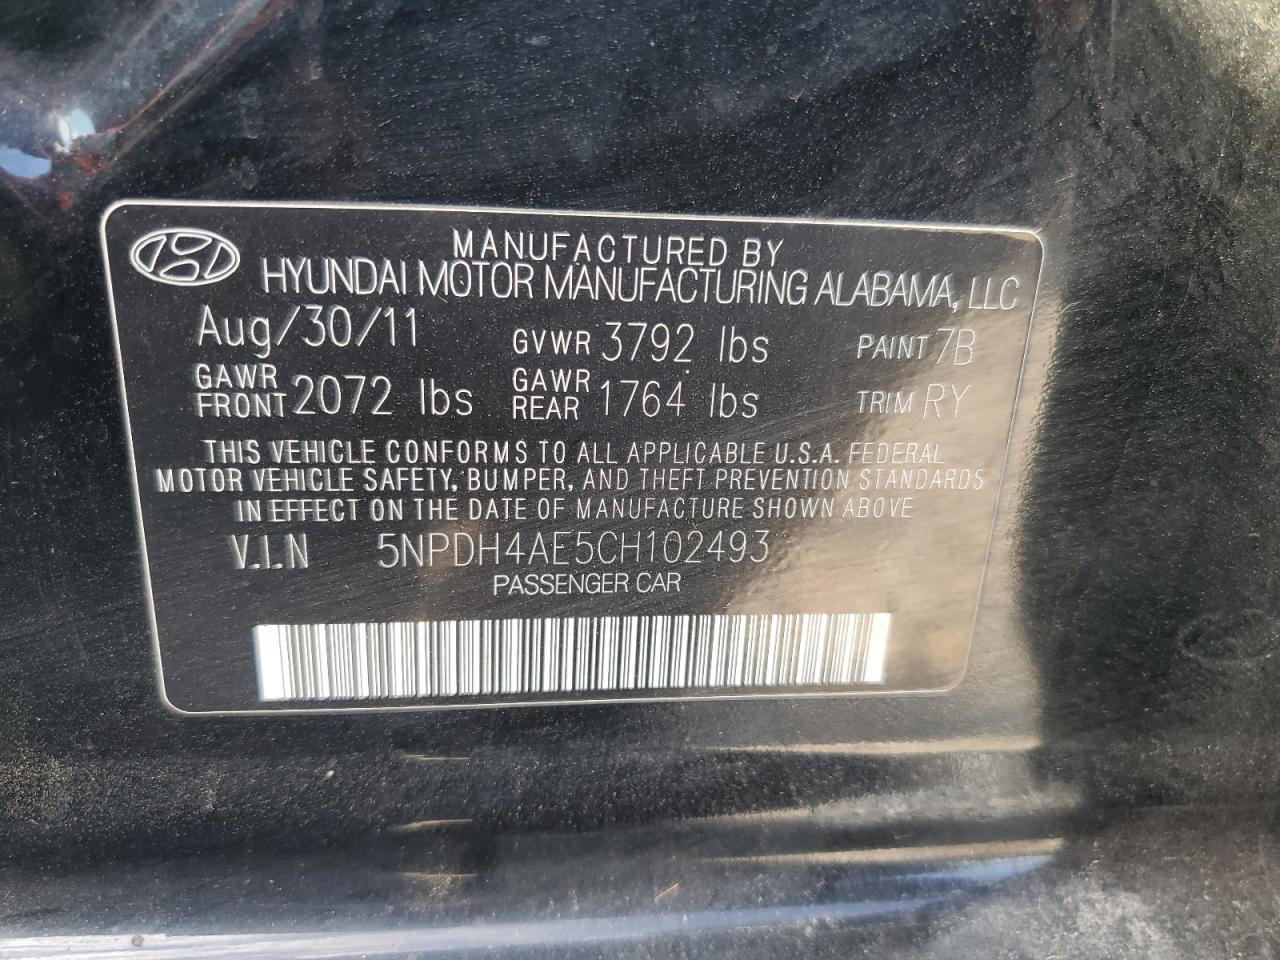 MANUFACTURED BY
HYUNDAI MOTOR MANUFACTURING ALABAMA, LLC
Aug/30/11 GVWR 3792 lbs PAINT 7B
GAWR FRONT 2072 lbs GAWR REAR 1764 lbs TRIM RY
THIS VEHICLE CONFORMS TO ALL APPLICABLE U.S.A. FEDERAL
MOTOR VEHICLE SAFETY, BUMPER, AND THEFT PREVENTION STANDARDS
IN EFFECT ON THE DATE OF MANUFACTURE SHOWN ABOVE
V.I.N 5NPDH4AE5CH102493
PASSENGER CAR